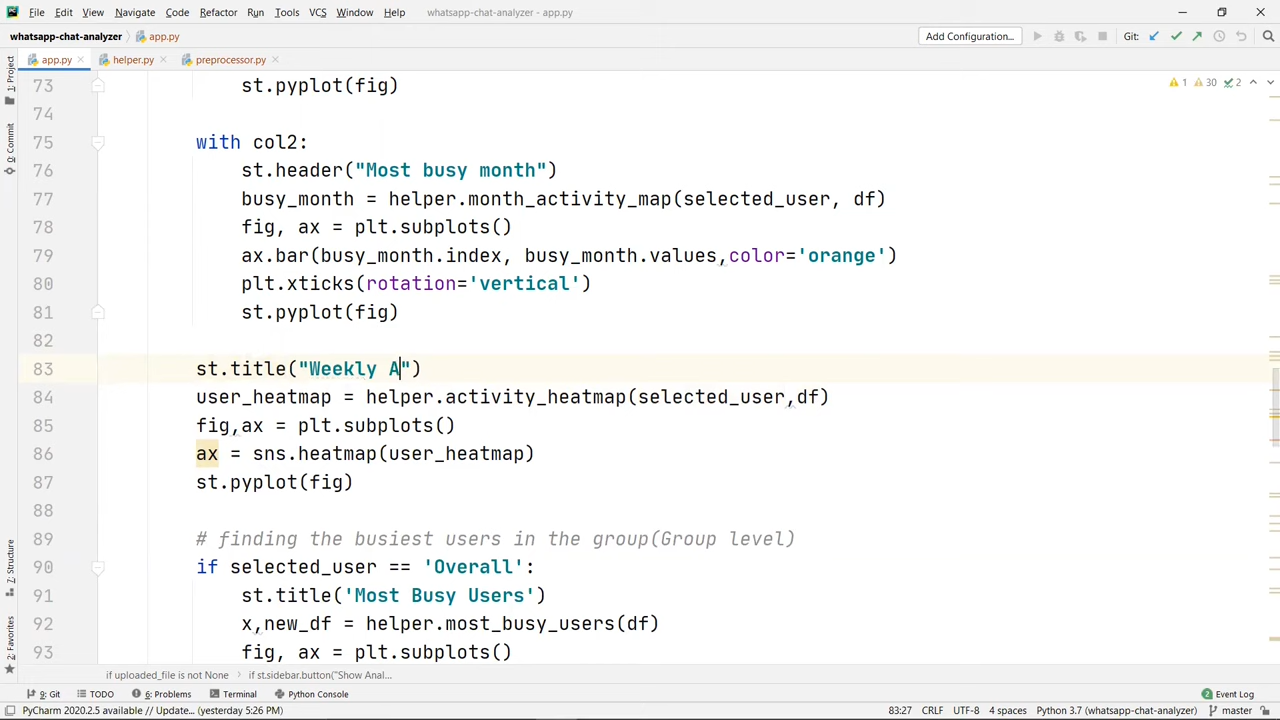 File Edit View Navigate Code Refactor Run Tools VCS Window Help whatsapp-chat-analyzer - app.py
whatsapp-chat-analyzer app.py Add Configuration... Git:
app.py helper.py preprocessor.py
1: Project
0: Commit
7: Structure
2: Favorites
1 30 2
73 st.pyplot(fig)
74
75 with col2:
76 st.header("Most busy month")
77 busy_month = helper.month_activity_map(selected_user, df)
78 fig, ax = plt.subplots()
79 ax.bar(busy_month.index, busy_month.values,color='orange')
80 plt.xticks(rotation='vertical')
81 st.pyplot(fig)
82
83 st.title("Weekly A")
84 user_heatmap = helper.activity_heatmap(selected_user,df)
85 fig,ax = plt.subplots()
86 ax = sns.heatmap(user_heatmap)
87 st.pyplot(fig)
88
89 # finding the busiest users in the group(Group level)
90 if selected_user == 'Overall':
91 st.title('Most Busy Users')
92 x,new_df = helper.most_busy_users(df)
93 fig, ax = plt.subplots()
if uploaded_file is not None if st.sidebar.button("Show Anal...
9: Git TODO 6: Problems Terminal Python Console 2 Event Log
PyCharm 2020.2.5 available // Update... (yesterday 5:26 PM) 83:27 CRLF UTF-8 4 spaces Python 3.7 (whatsapp-chat-analyzer) master